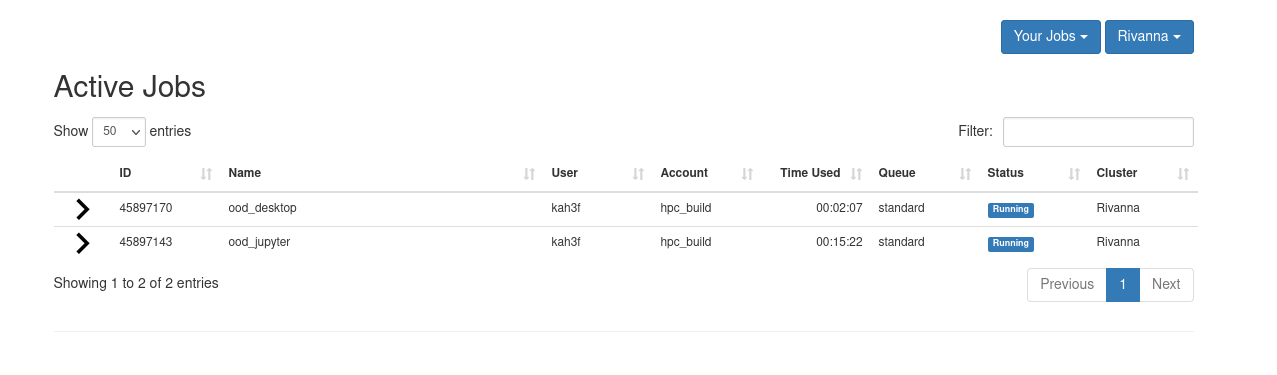 Your Jobs Rivanna
Active Jobs
Show 50 entries Filter:
ID Name User Account Time Used Queue Status Cluster
45897170 ood_desktop kah3f hpc_build 00:02:07 standard Running Rivanna
45897143 ood_jupyter kah3f hpc_build 00:15:22 standard Running Rivanna
Showing 1 to 2 of 2 entries Previous 1 Next